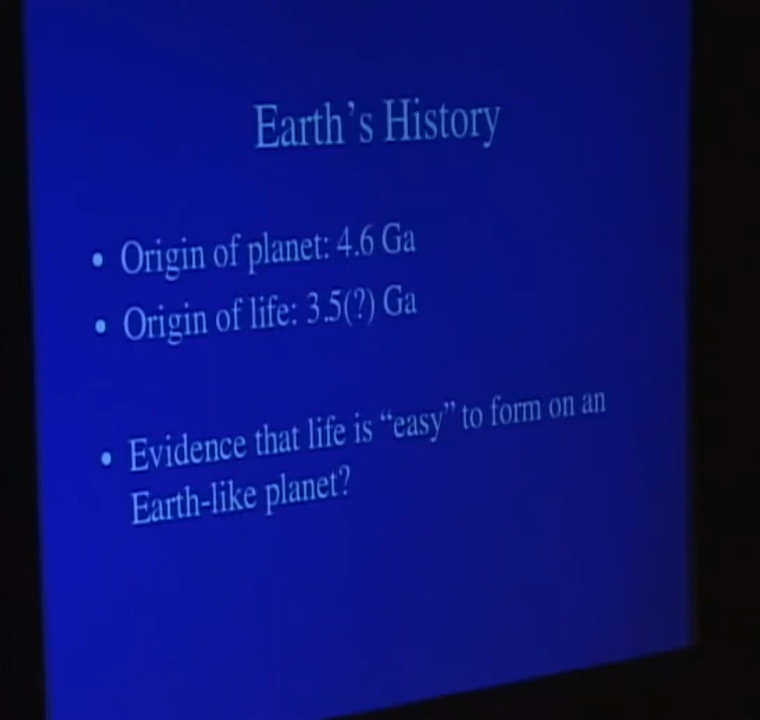 Earth’s History
• Origin of planet: 4.6 Ga
• Origin of life: 3.5(?) Ga
• Evidence that life is “easy” to form on an
Earth-like planet?